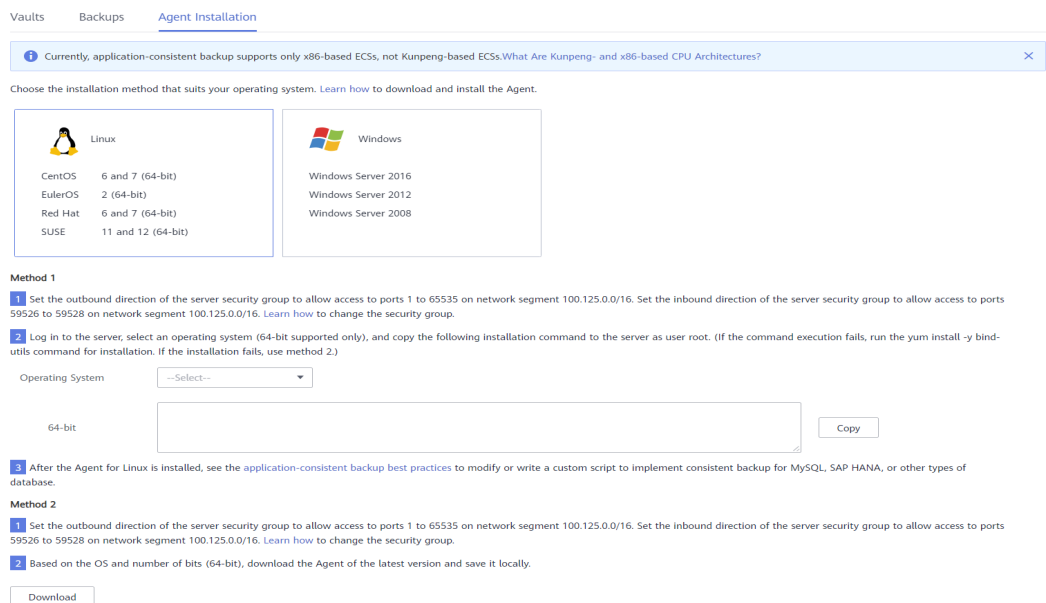 Vaults Backups Agent Installation
Currently, application-consistent backup supports only x86-based ECSs, not Kunpeng-based ECSs.What Are Kunpeng- and x86-based CPU Architectures?
Choose the installation method that suits your operating system. Learn how to download and install the Agent.
Linux
CentOS 6 and 7 (64-bit)
EulerOS 2 (64-bit)
Red Hat 6 and 7 (64-bit)
SUSE 11 and 12 (64-bit)
Windows
Windows Server 2016
Windows Server 2012
Windows Server 2008
Method 1
1 Set the outbound direction of the server security group to allow access to ports 1 to 65535 on network segment 100.125.0.0/16. Set the inbound direction of the server security group to allow access to ports
59526 to 59528 on network segment 100.125.0.0/16. Learn how to change the security group.
2 Log in to the server, select an operating system (64-bit supported only), and copy the following installation command to the server as user root. (If the command execution fails, run the yum install -y bind-
utils command for installation. If the installation fails, use method 2.)
Operating System --Select--
64-bit Copy
3 After the Agent for Linux is installed, see the application-consistent backup best practices to modify or write a custom script to implement consistent backup for MySQL, SAP HANA, or other types of
database.
Method 2
1 Set the outbound direction of the server security group to allow access to ports 1 to 65535 on network segment 100.125.0.0/16. Set the inbound direction of the server security group to allow access to ports
59526 to 59528 on network segment 100.125.0.0/16. Learn how to change the security group.
2 Based on the OS and number of bits (64-bit), download the Agent of the latest version and save it locally.
Download